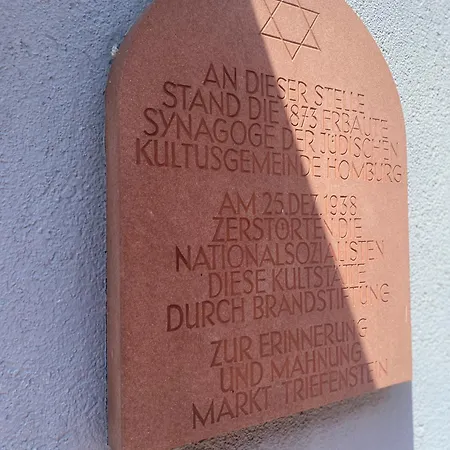 AN DIESER STELLE
STAND DIE 1873 ERBAUTE
SYNAGOGE DER JÜDISCHEN
KULTUSGEMEINDE HOMBURG
AM 25. DEZ. 1938
ZERSTÖRTEN DIE
NATIONALSOZIALISTEN
DIESE KULTSTÄTTE
DURCH BRANDSTIFTUNG
ZUR ERINNERUNG
UND MAHNUNG
MARKT TRIEFENSTEIN